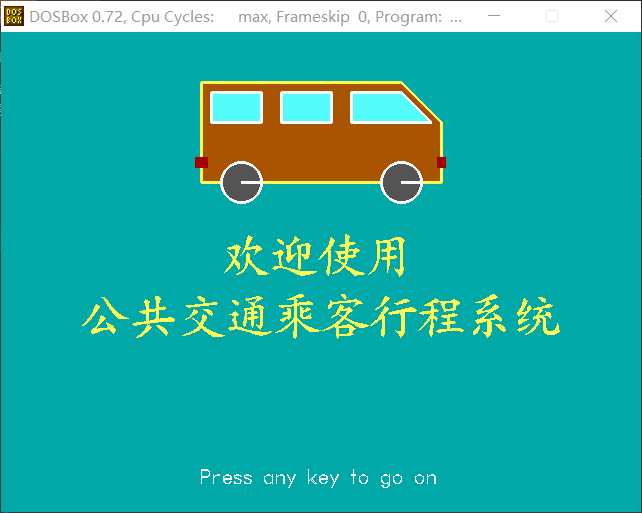 DOSBox 0.72, Cpu Cycles: max, Frameskip 0, Program: ...
欢迎使用
公共交通乘客行程系统
Press any key to go on